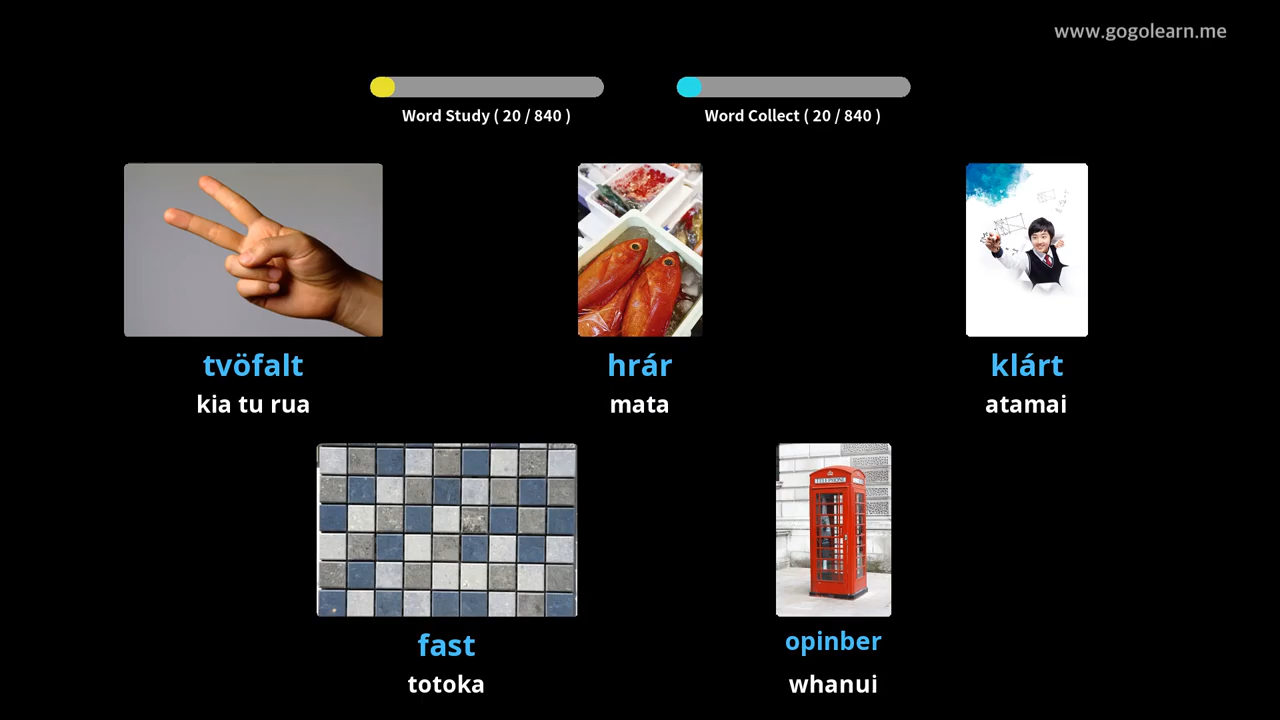 www.gogolearn.me
Word Study ( 20 / 840 )
Word Collect ( 20 / 840 )
tvöfalt
kia tu rua
hrár
mata
klárt
atamai
TELEPHONE
fast
totoka
opinber
whanui